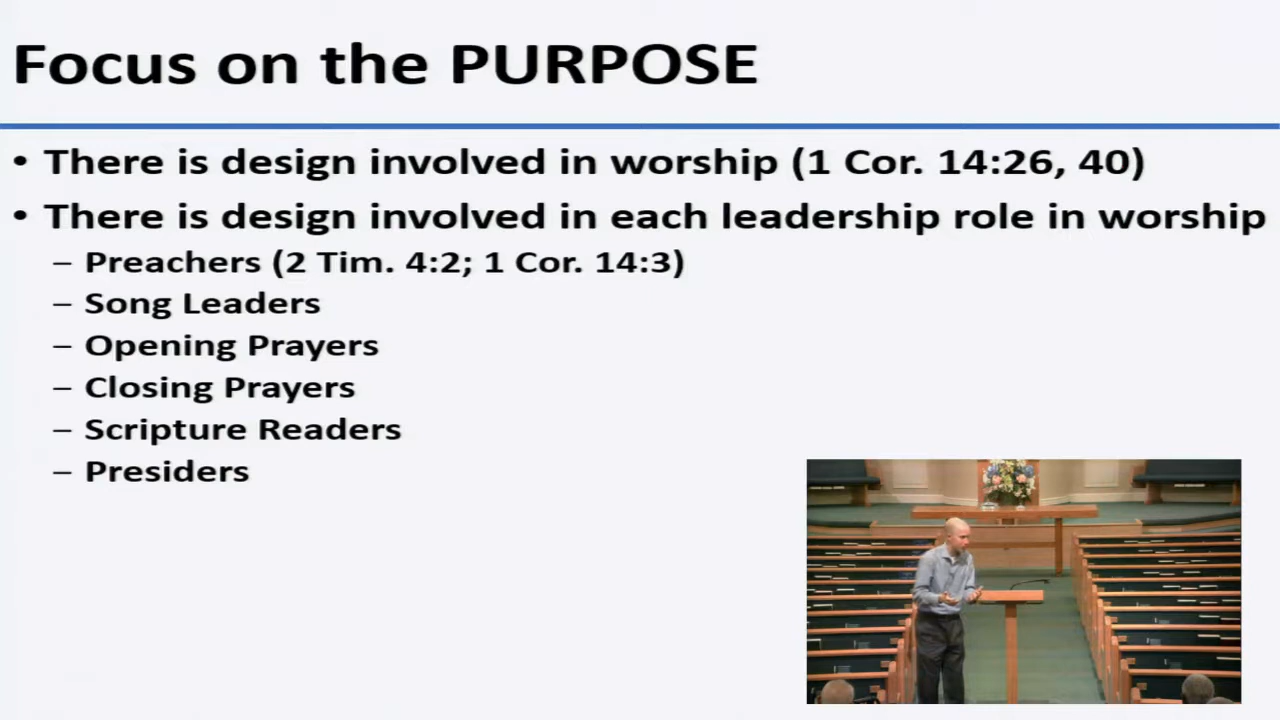 Focus on the PURPOSE
• There is design involved in worship (1 Cor. 14:26, 40)
• There is design involved in each leadership role in worship
– Preachers (2 Tim. 4:2; 1 Cor. 14:3)
– Song Leaders
– Opening Prayers
– Closing Prayers
– Scripture Readers
– Presiders